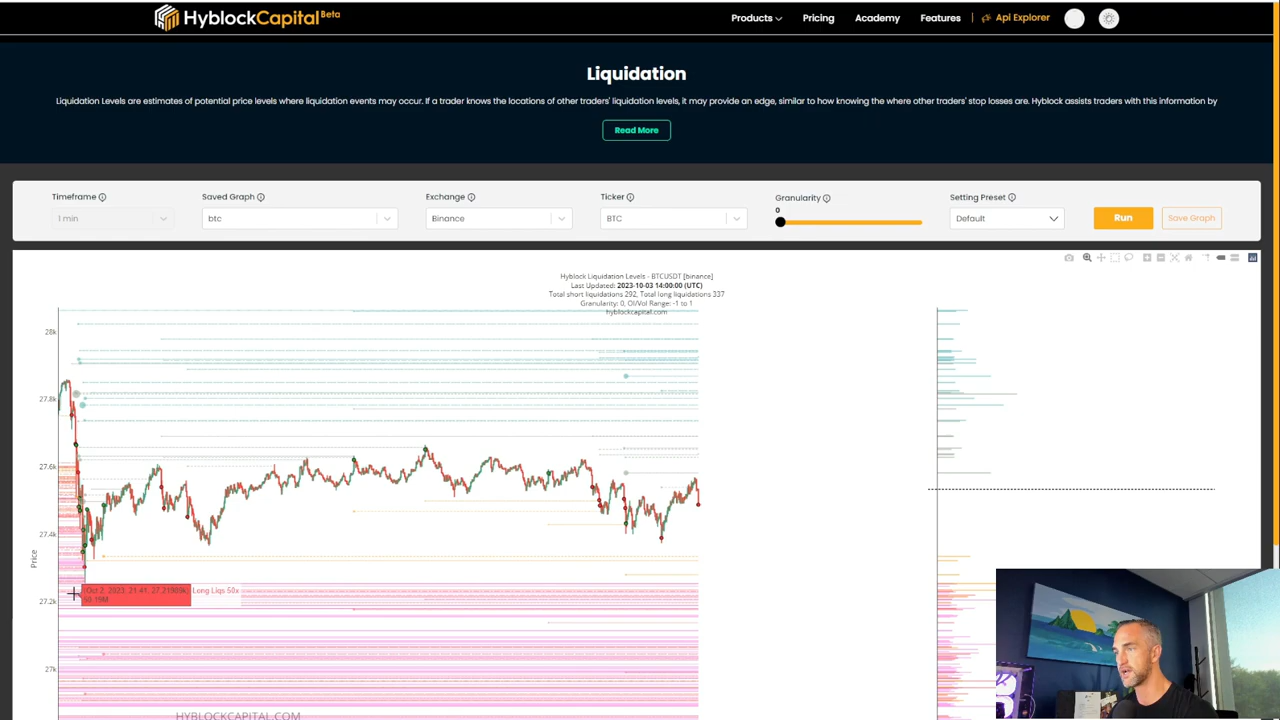 HyblockCapital Beta
Products Pricing Academy Features Api Explorer
Liquidation
Liquidation Levels are estimates of potential price levels where liquidation events may occur. If a trader knows the locations of other traders' liquidation levels, it may provide an edge, similar to how knowing the where other traders' stop losses are. Hyblock assists traders with this information by
Read More
Timeframe Saved Graph Exchange Ticker Granularity Setting Preset
0
1 min btc Binance BTC Default Run Save Graph
Hyblock Liquidation Levels - BTCUSDT [binance]
Last Updated: 2023-10-03 14:00:00 (UTC)
Total short liquidations 292, Total long liquidations 337
Granularity: 0, OI/Vol Range: -1 to 1
hyblockcapital.com
28k
27.8k
27.6k
27.4k
Price
Long Liqs 50x
27.2k
27k
HYBLOCKCAPITAL.COM